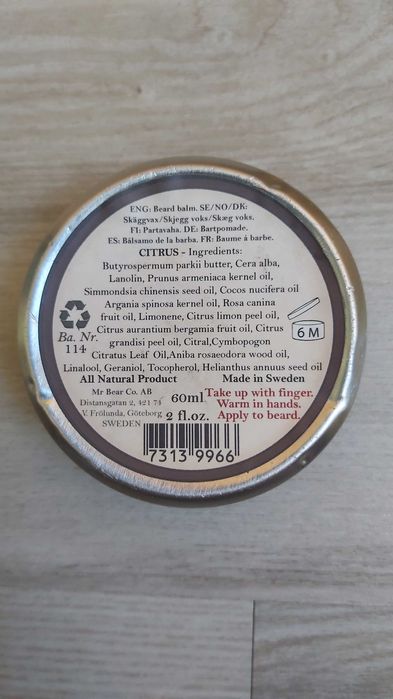 ENG: Beard balm. SE/NO/DK:
Skäggvax/Skjegg voks/Skæg voks.
FI: Partavaha. DE: Bartpomade.
ES: Bálsamo de la barba. FR: Baume à barbe.
CITRUS - Ingredients:
Butyrospermum parkii butter, Cera alba,
Lanolin, Prunus armeniaca kernel oil,
Simmondsia chinensis seed oil, Cocos nucifera oil
Argania spinosa kernel oil, Rosa canina
fruit oil, Limonene, Citrus limon peel oil,
Citrus aurantium bergamia fruit oil, Citrus
grandisi peel oil, Citral,Cymbopogon
Citratus Leaf Oil,Aniba rosaeodora wood oil,
Linalool, Geraniol, Tocopherol, Helianthus annuus seed oil
Ba. Nr.
114
6 M
All Natural Product Made in Sweden
Mr Bear Co. AB
Distansgatan 2, 421 74
V. Frölunda, Göteborg
SWEDEN
60ml
2 fl.oz.
Take up with finger.
Warm in hands.
Apply to beard.
7313 9966